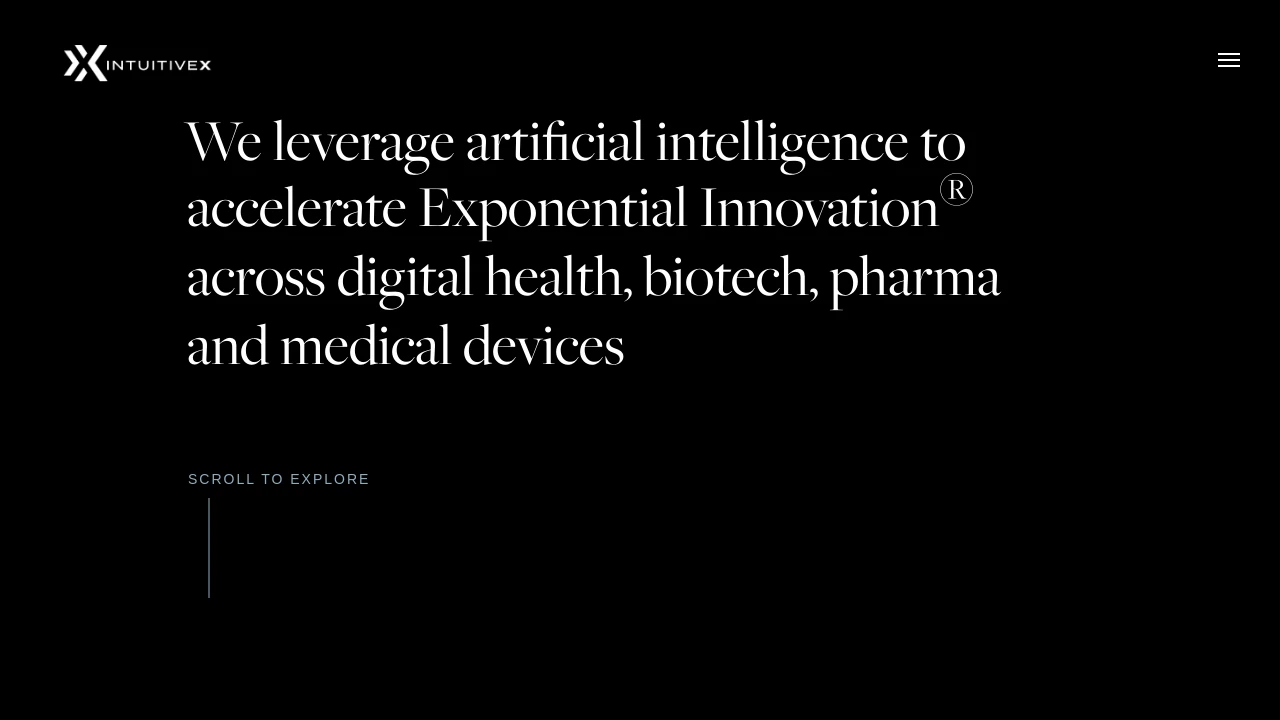 INTUITIVEX
We leverage artificial intelligence to
accelerate Exponential Innovation®
across digital health, biotech, pharma
and medical devices
SCROLL TO EXPLORE